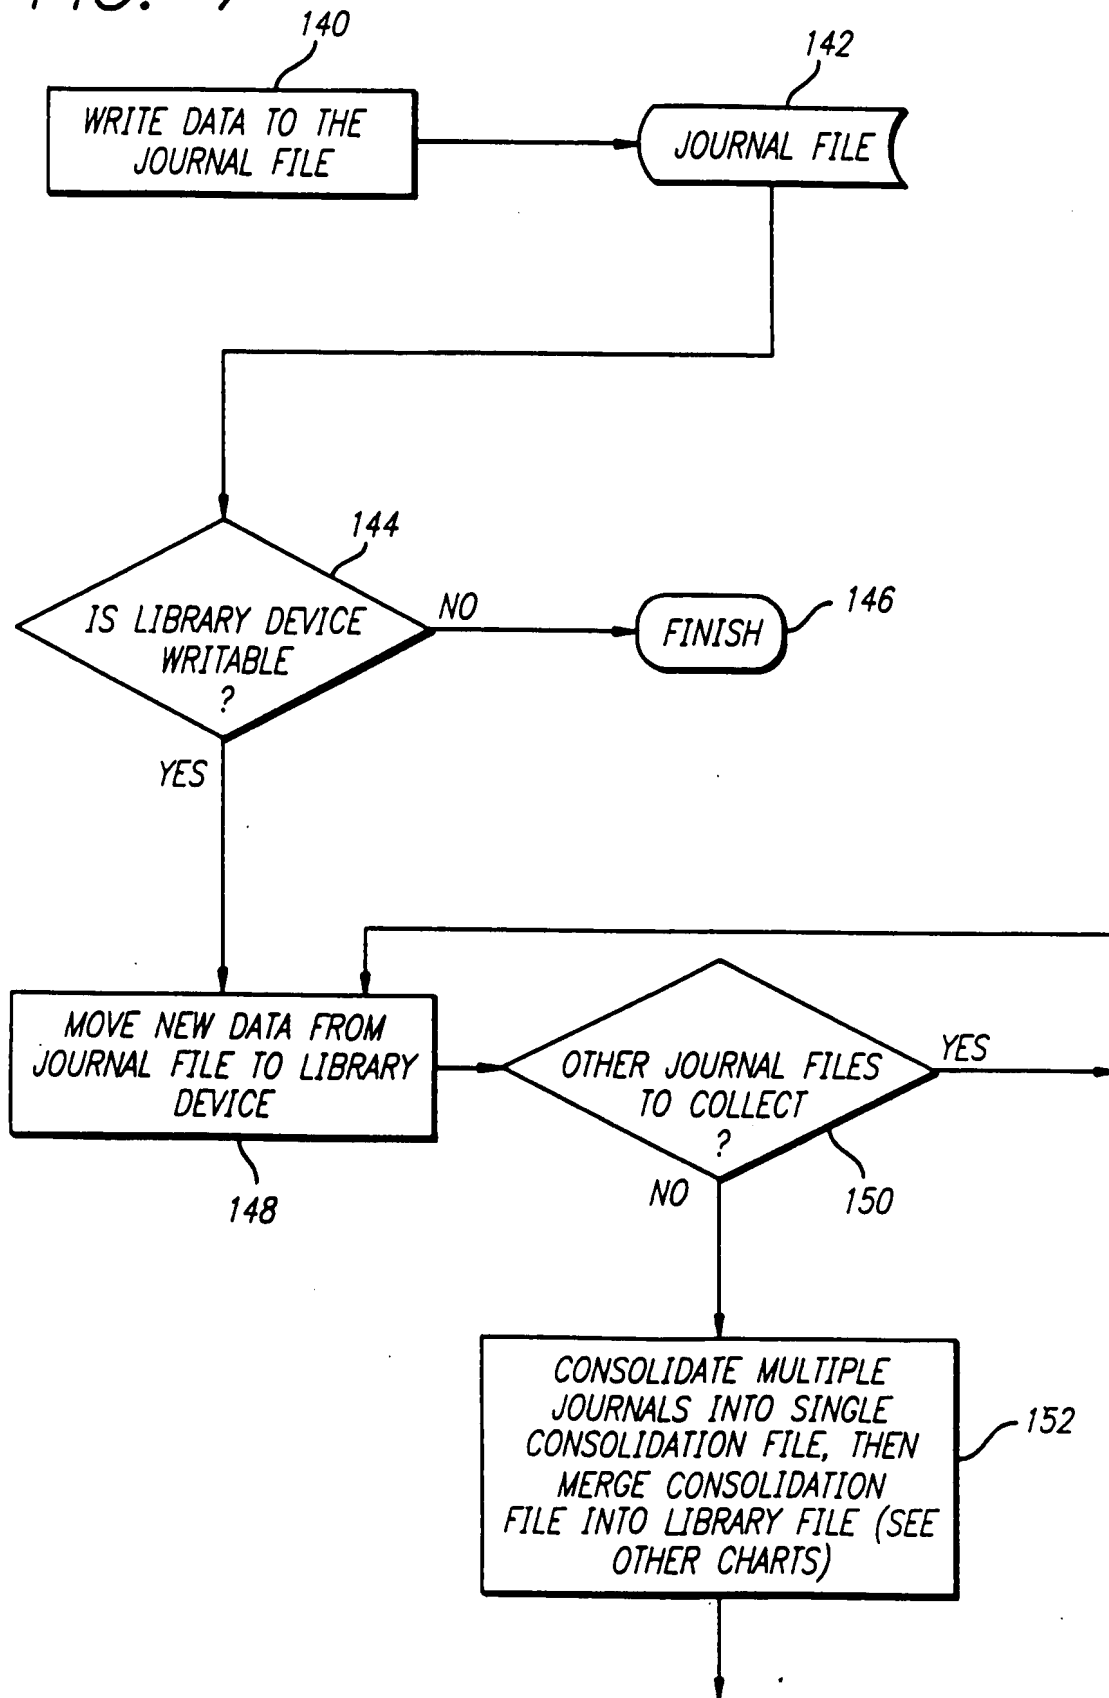 140
142
WRITE DATA TO THE
JOURNAL FILE
JOURNAL FILE
144
IS LIBRARY DEVICE
WRITABLE
?
NO
FINISH
146
YES
MOVE NEW DATA FROM
JOURNAL FILE TO LIBRARY
DEVICE
148
OTHER JOURNAL FILES
TO COLLECT
?
YES
150
NO
CONSOLIDATE MULTIPLE
JOURNALS INTO SINGLE
CONSOLIDATION FILE, THEN
MERGE CONSOLIDATION
FILE INTO LIBRARY FILE (SEE
OTHER CHARTS)
152